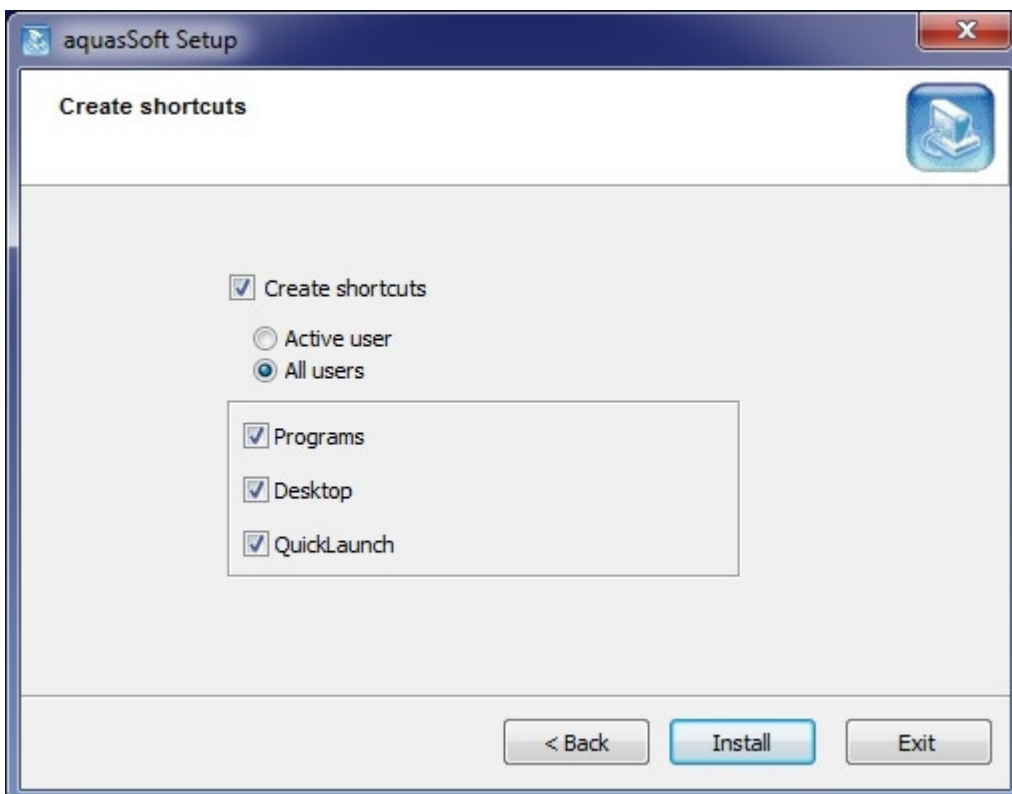 aquasSoft Setup
Create shortcuts
Create shortcuts
Active user
All users
Programs
Desktop
QuickLaunch
< Back Install Exit